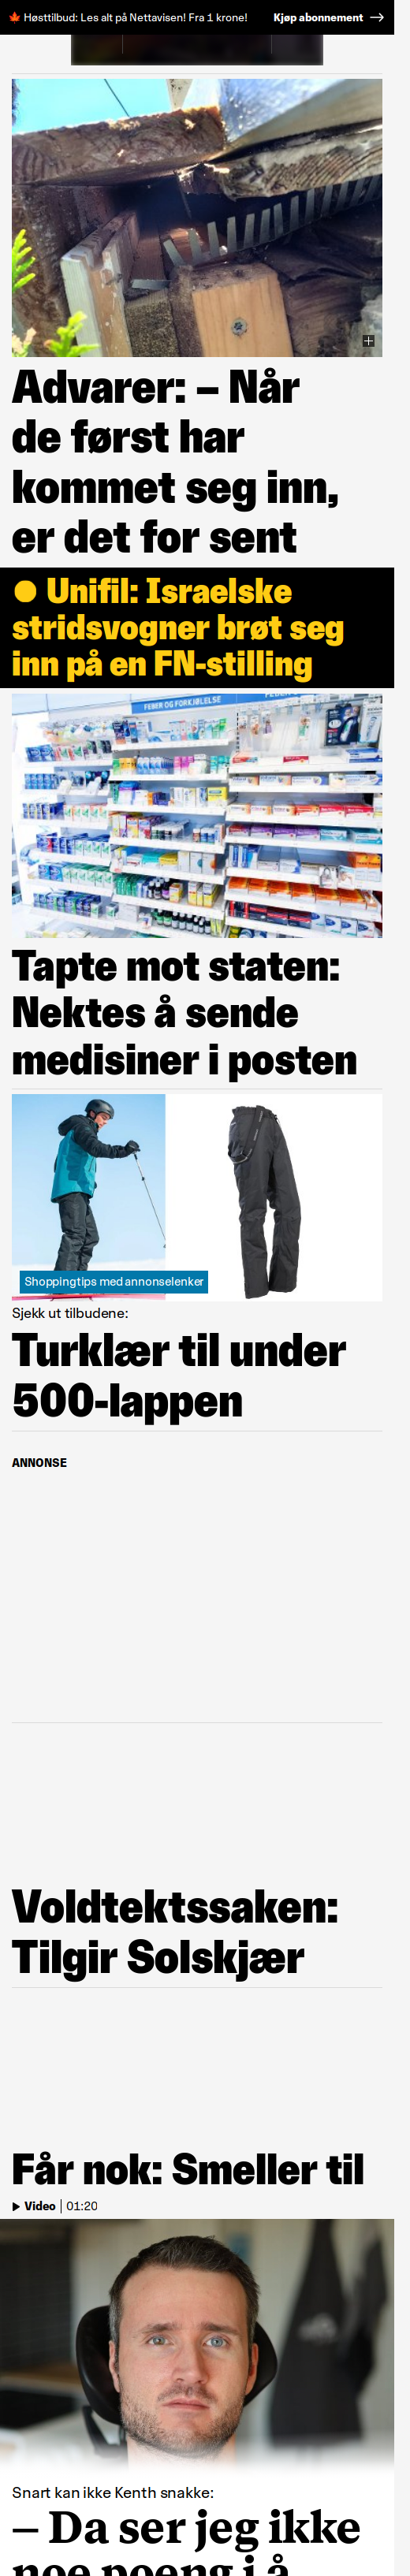 🍁 Høsttilbud: Les alt på Nettavisen! Fra 1 krone! Kjøp abonnement →
Advarer: – Når
de først har
kommet seg inn,
er det for sent
● Unifil: Israelske
stridsvogner brøt seg
inn på en FN-stilling
FEBER OG FORKJØLELSE
Tapte mot staten:
Nektes å sende
medisiner i posten
Shoppingtips med annonselenker
Sjekk ut tilbudene:
Turklær til under
500-lappen
ANNONSE
Voldtektssaken:
Tilgir Solskjær
Får nok: Smeller til
Video | 01:20
Snart kan ikke Kenth snakke:
– Da ser jeg ikke
noe poeng i å